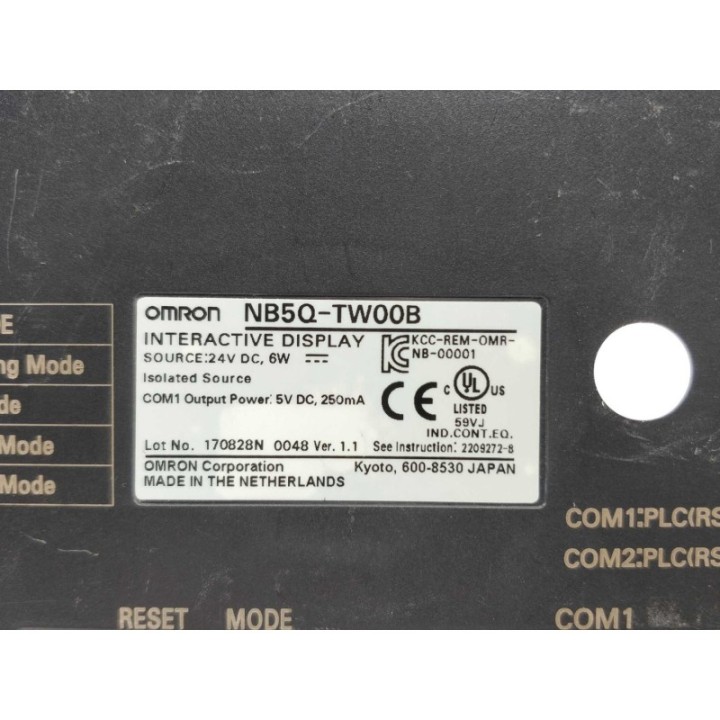 OMRON NB5Q-TW00B
INTERACTIVE DISPLAY
SOURCE:24V DC, 6W
Isolated Source
COM1 Output Power: 5V DC, 250mA
KCC-REM-OMR-
NB-00001
CE
C UL US
LISTED
59VJ
IND.CONT.EQ.
Lot No. 170828N 0048 Ver. 1.1 See Instruction: 2209272-8
OMRON Corporation Kyoto, 600-8530 JAPAN
MADE IN THE NETHERLANDS
E
ng Mode
de
Mode
Mode
COM1:PLC(RS
COM2:PLC(RS
RESET MODE COM1